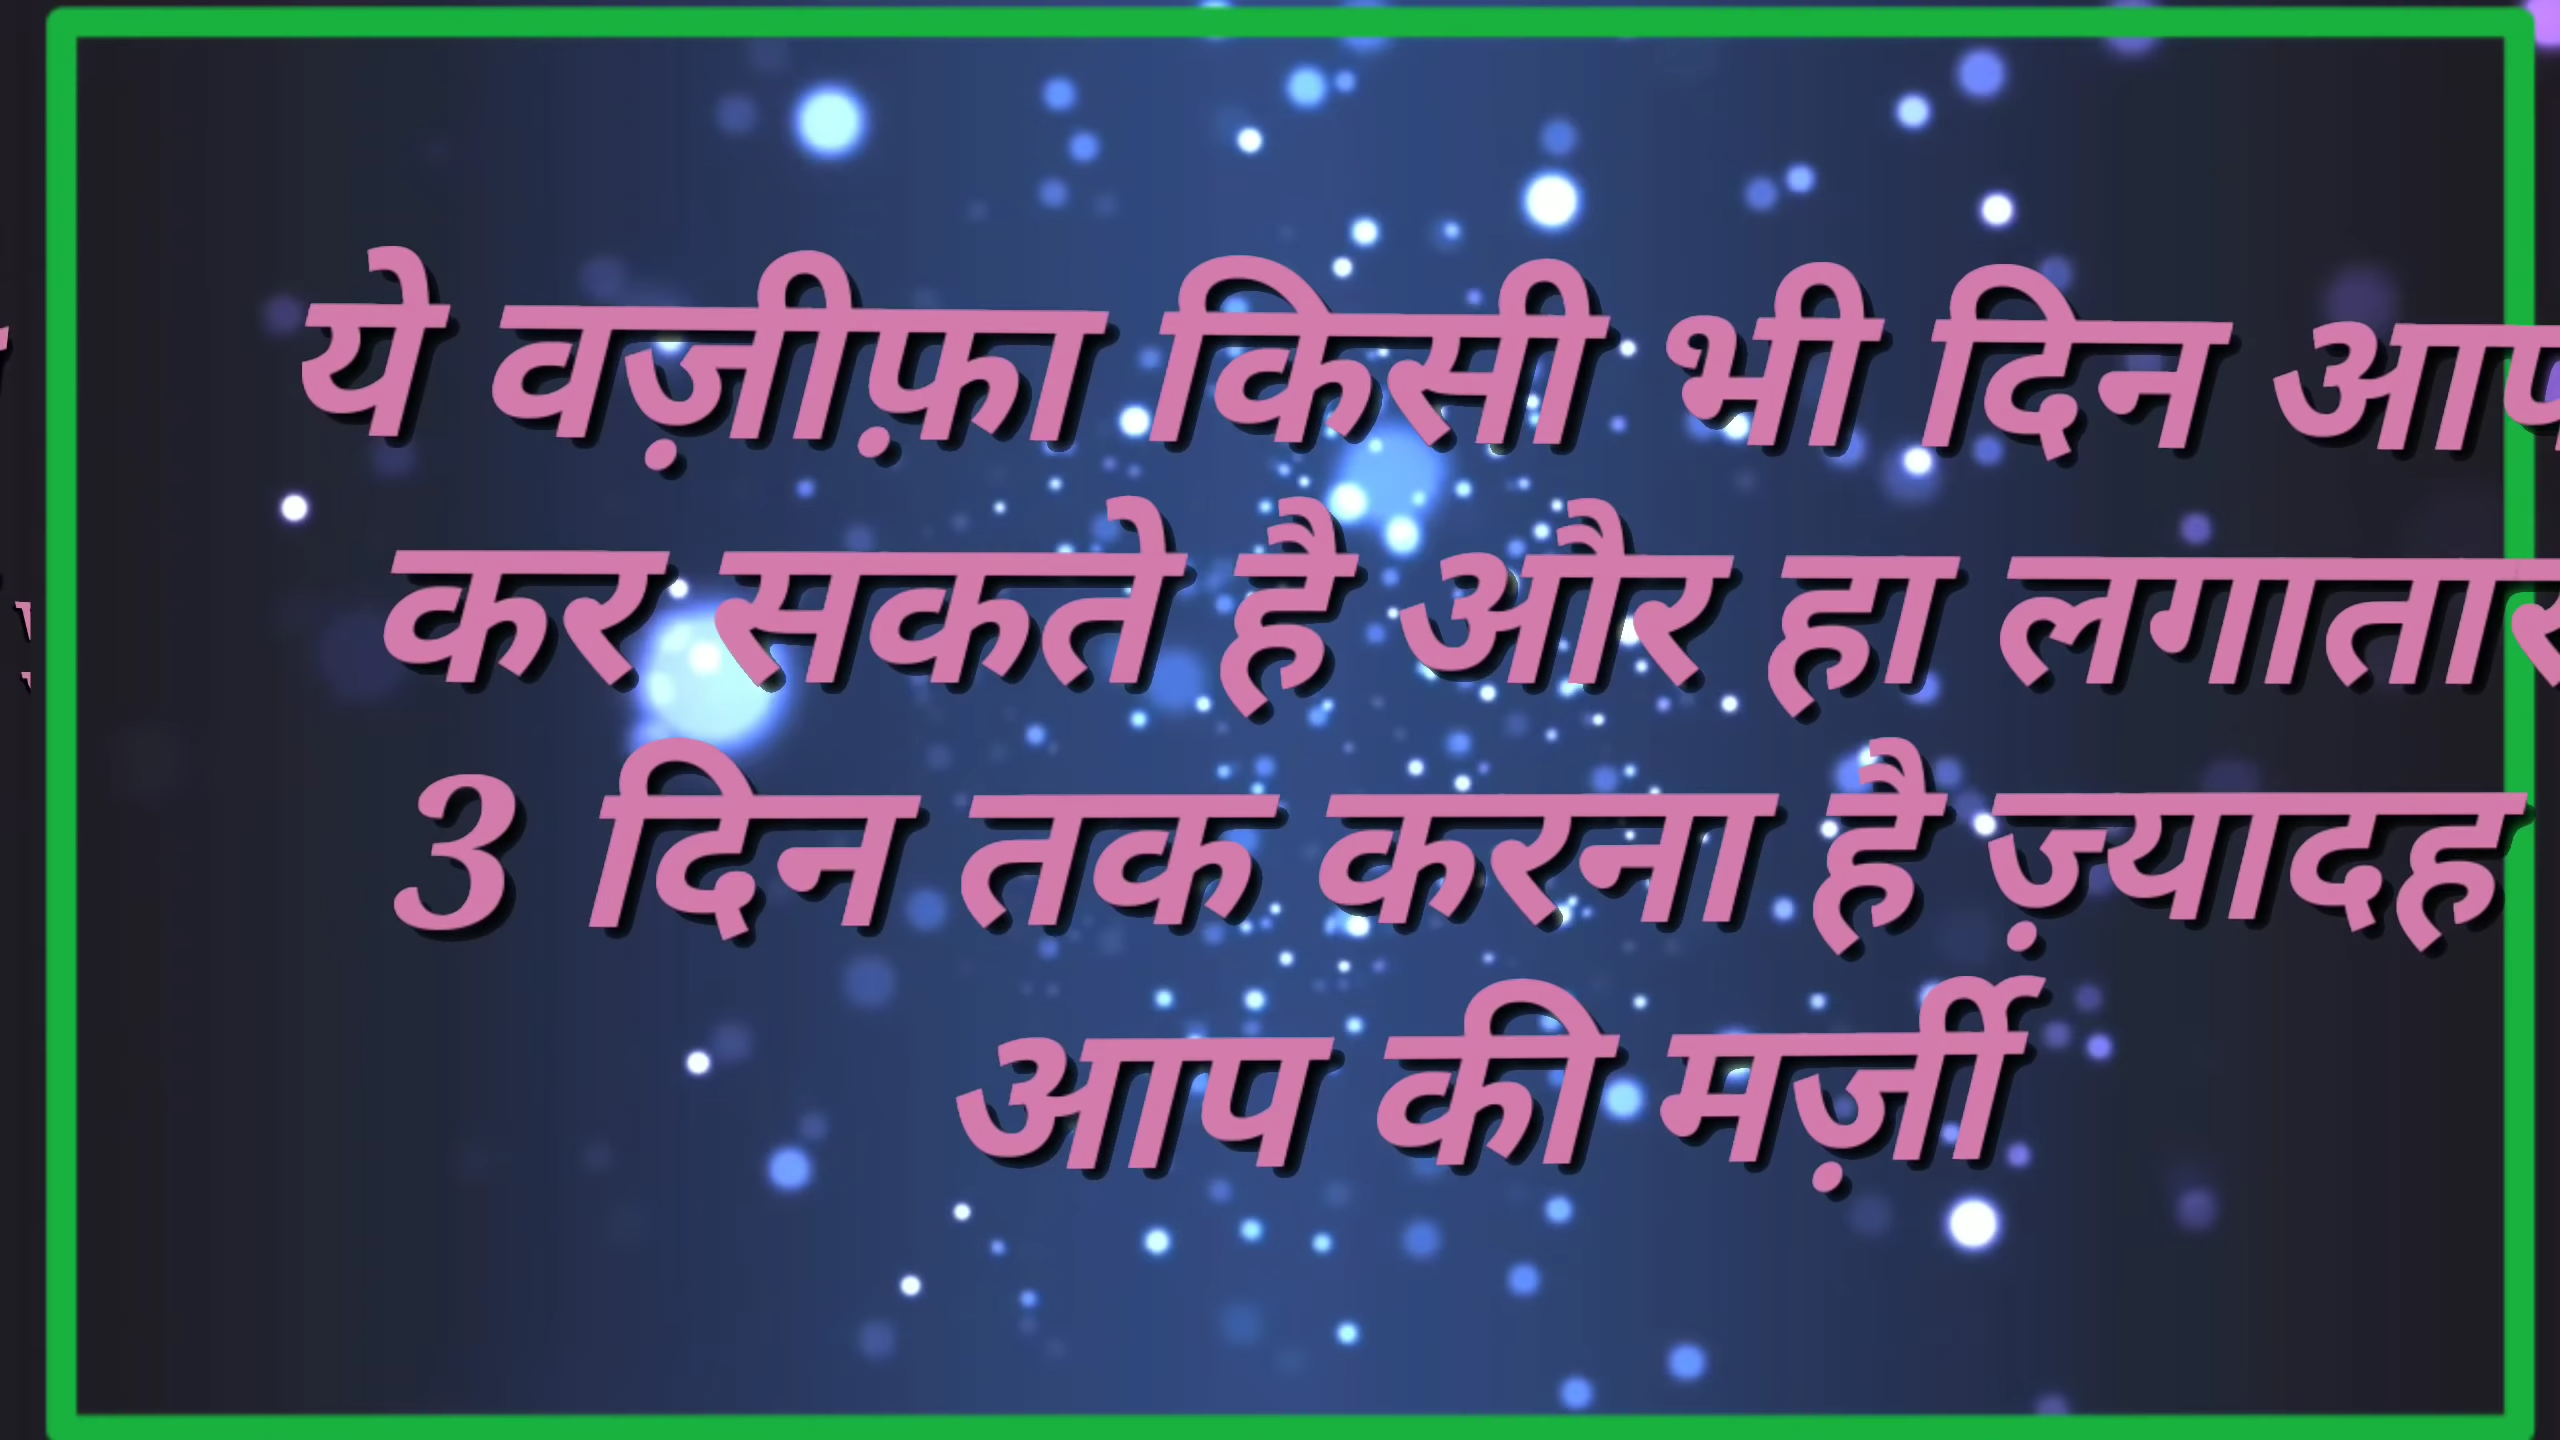 ये वज़ीफ़ा किसी भी दिन आप
कर सकते है और हा लगातार
3 दिन तक करना है ज़्यादह
आप की मर्ज़ी